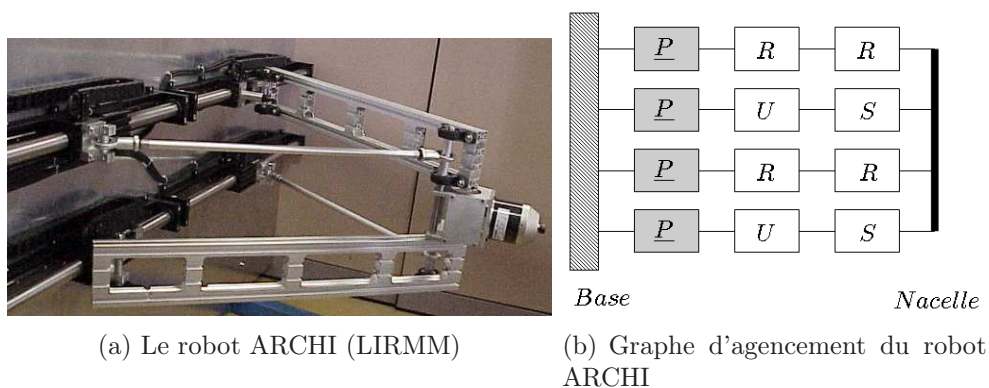 P R R
P U S
P R R
P U S
Base Nacelle
(a) Le robot ARCHI (LIRMM)
(b) Graphe d'agencement du robot
ARCHI